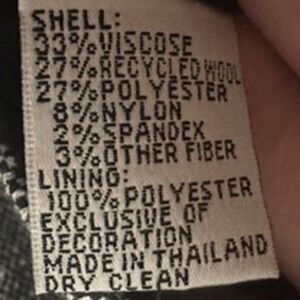 SHELL:
33%VISCOSE
27%RECYCLED WOOL
27%POLYESTER
8%NYLON
2%SPANDEX
3%OTHER FIBER
LINING:
100%POLYESTER
EXCLUSIVE OF
DECORATION
MADE IN THAILAND
DRY CLEAN